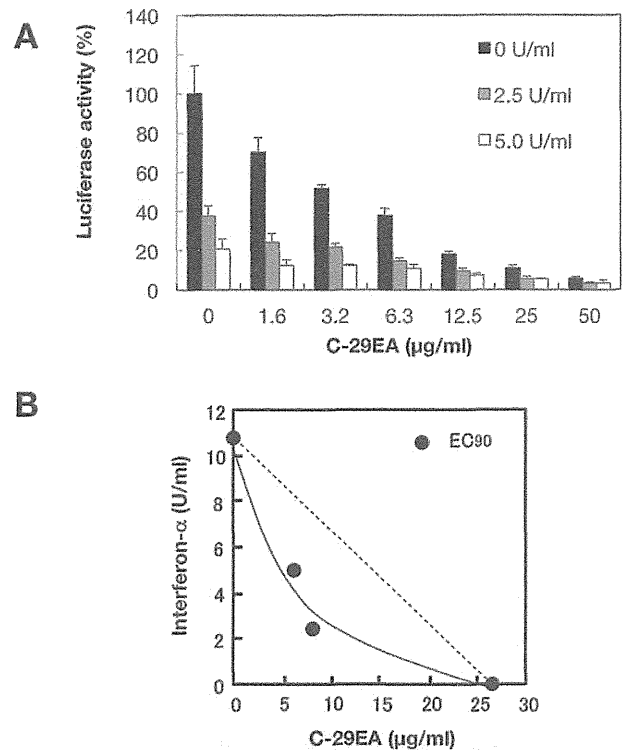 A
Luciferase activity (%)
140
120
100
80
60
40
20
0
0 U/ml
2.5 U/ml
5.0 U/ml
0 1.6 3.2 6.3 12.5 25 50
C-29EA (µg/ml)
B
Interferon-α (U/ml)
12
10
8
6
4
2
0
EC90
0 5 10 15 20 25 30
C-29EA (µg/ml)